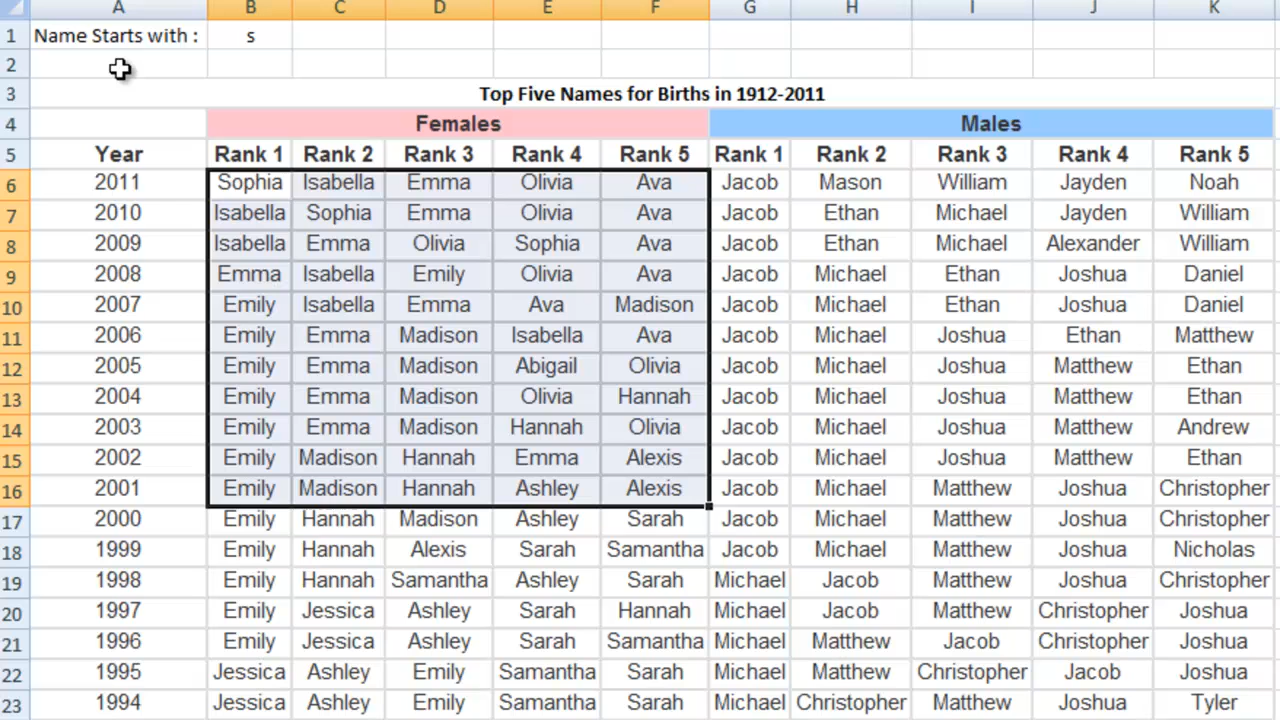 A B C D E F G H I J K
1 Name Starts with : s
2
3 Top Five Names for Births in 1912-2011
4 Females Males
5 Year Rank 1 Rank 2 Rank 3 Rank 4 Rank 5 Rank 1 Rank 2 Rank 3 Rank 4 Rank 5
6 2011 Sophia Isabella Emma Olivia Ava Jacob Mason William Jayden Noah
7 2010 Isabella Sophia Emma Olivia Ava Jacob Ethan Michael Jayden William
8 2009 Isabella Emma Olivia Sophia Ava Jacob Ethan Michael Alexander William
9 2008 Emma Isabella Emily Olivia Ava Jacob Michael Ethan Joshua Daniel
10 2007 Emily Isabella Emma Ava Madison Jacob Michael Ethan Joshua Daniel
11 2006 Emily Emma Madison Isabella Ava Jacob Michael Joshua Ethan Matthew
12 2005 Emily Emma Madison Abigail Olivia Jacob Michael Joshua Matthew Ethan
13 2004 Emily Emma Madison Olivia Hannah Jacob Michael Joshua Matthew Ethan
14 2003 Emily Emma Madison Hannah Olivia Jacob Michael Joshua Matthew Andrew
15 2002 Emily Madison Hannah Emma Alexis Jacob Michael Joshua Matthew Ethan
16 2001 Emily Madison Hannah Ashley Alexis Jacob Michael Matthew Joshua Christopher
17 2000 Emily Hannah Madison Ashley Sarah Jacob Michael Matthew Joshua Christopher
18 1999 Emily Hannah Alexis Sarah Samantha Jacob Michael Matthew Joshua Nicholas
19 1998 Emily Hannah Samantha Ashley Sarah Michael Jacob Matthew Joshua Christopher
20 1997 Emily Jessica Ashley Sarah Hannah Michael Jacob Matthew Christopher Joshua
21 1996 Emily Jessica Ashley Sarah Samantha Michael Matthew Jacob Christopher Joshua
22 1995 Jessica Ashley Emily Samantha Sarah Michael Matthew Christopher Jacob Joshua
23 1994 Jessica Ashley Emily Samantha Sarah Michael Christopher Matthew Joshua Tyler